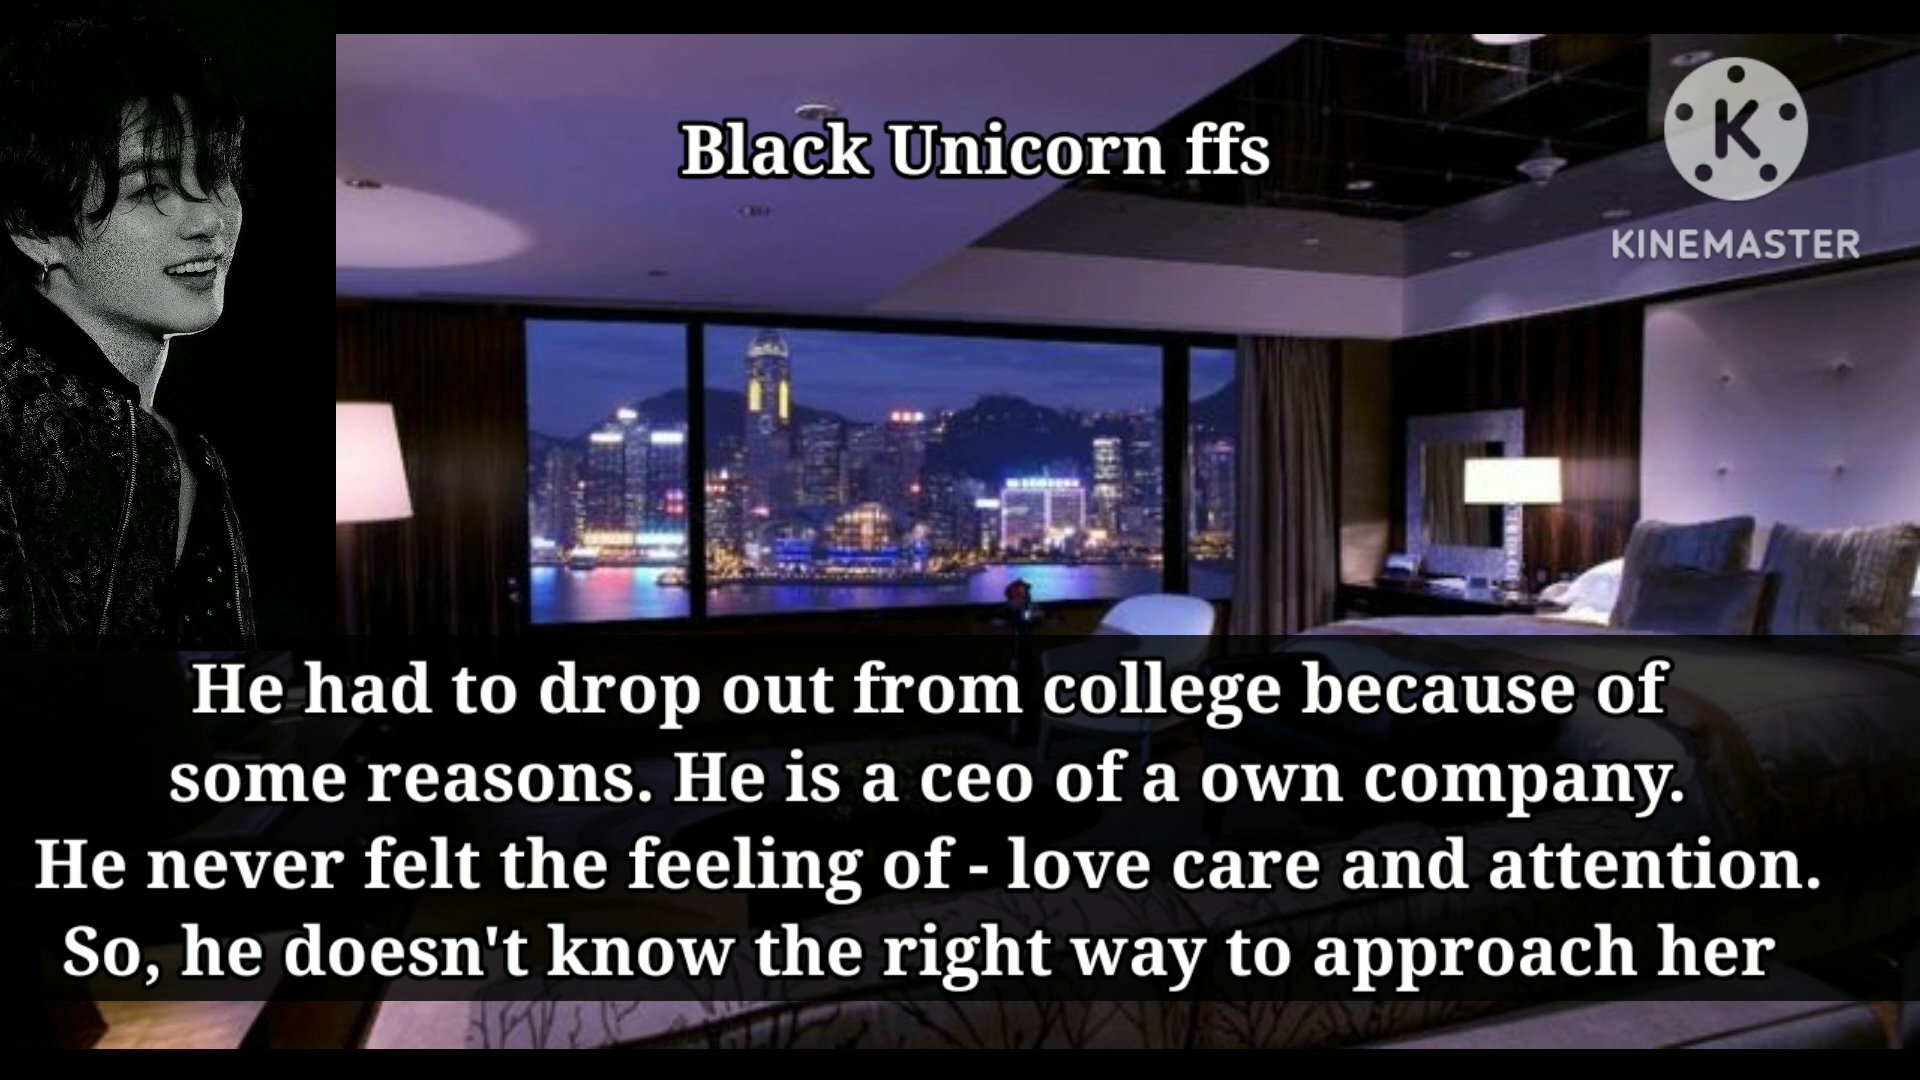 Black Unicorn ffs
K
KINEMASTER
He had to drop out from college because of
some reasons. He is a ceo of a own company.
He never felt the feeling of - love care and attention.
So, he doesn't know the right way to approach her